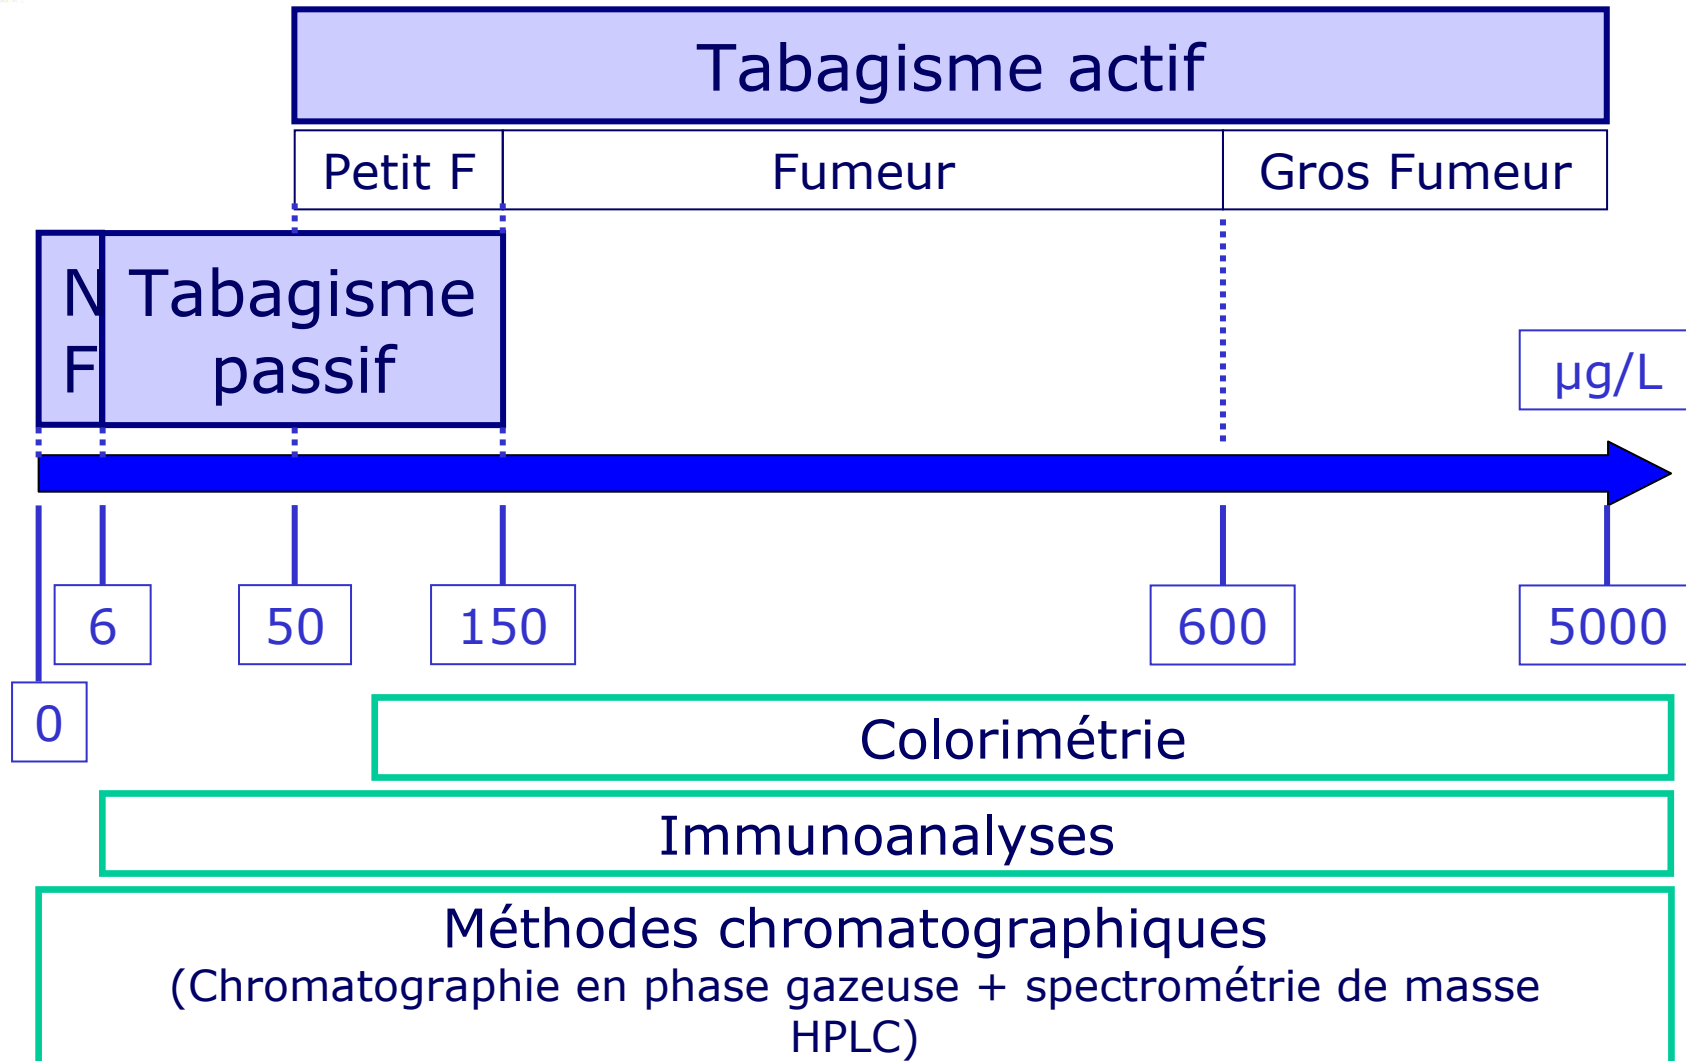 Tabagisme actif
Petit F
Fumeur
Gros Fumeur
N
F
Tabagisme
passif
µg/L
6
50
150
600
5000
0
Colorimétrie
Immunoanalyses
Méthodes chromatographiques
(Chromatographie en phase gazeuse + spectrométrie de masse
HPLC)